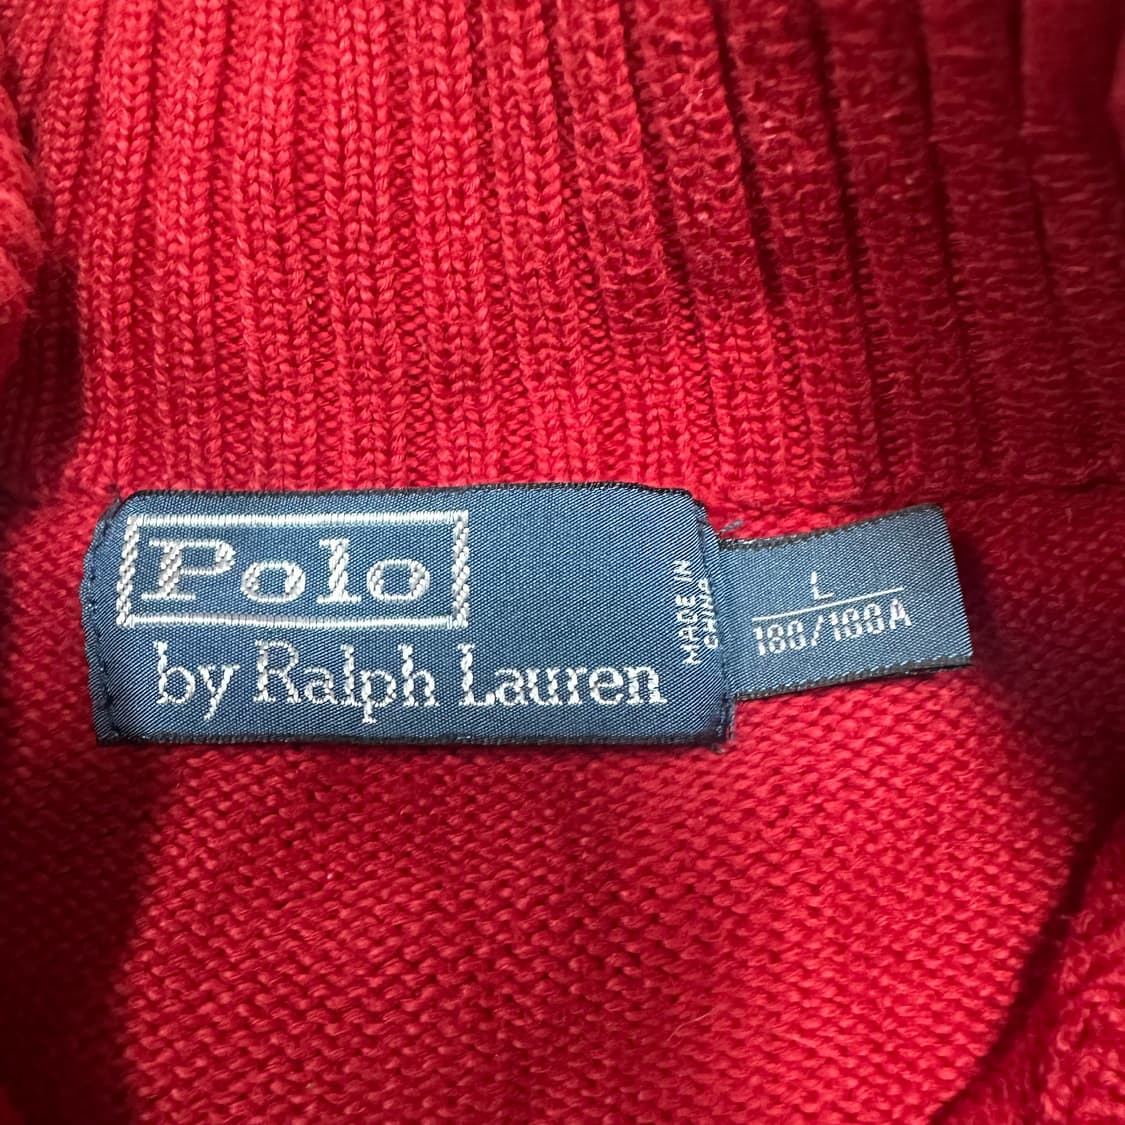 Polo
by Ralph Lauren
MADE IN
CHINA
L
180/100A